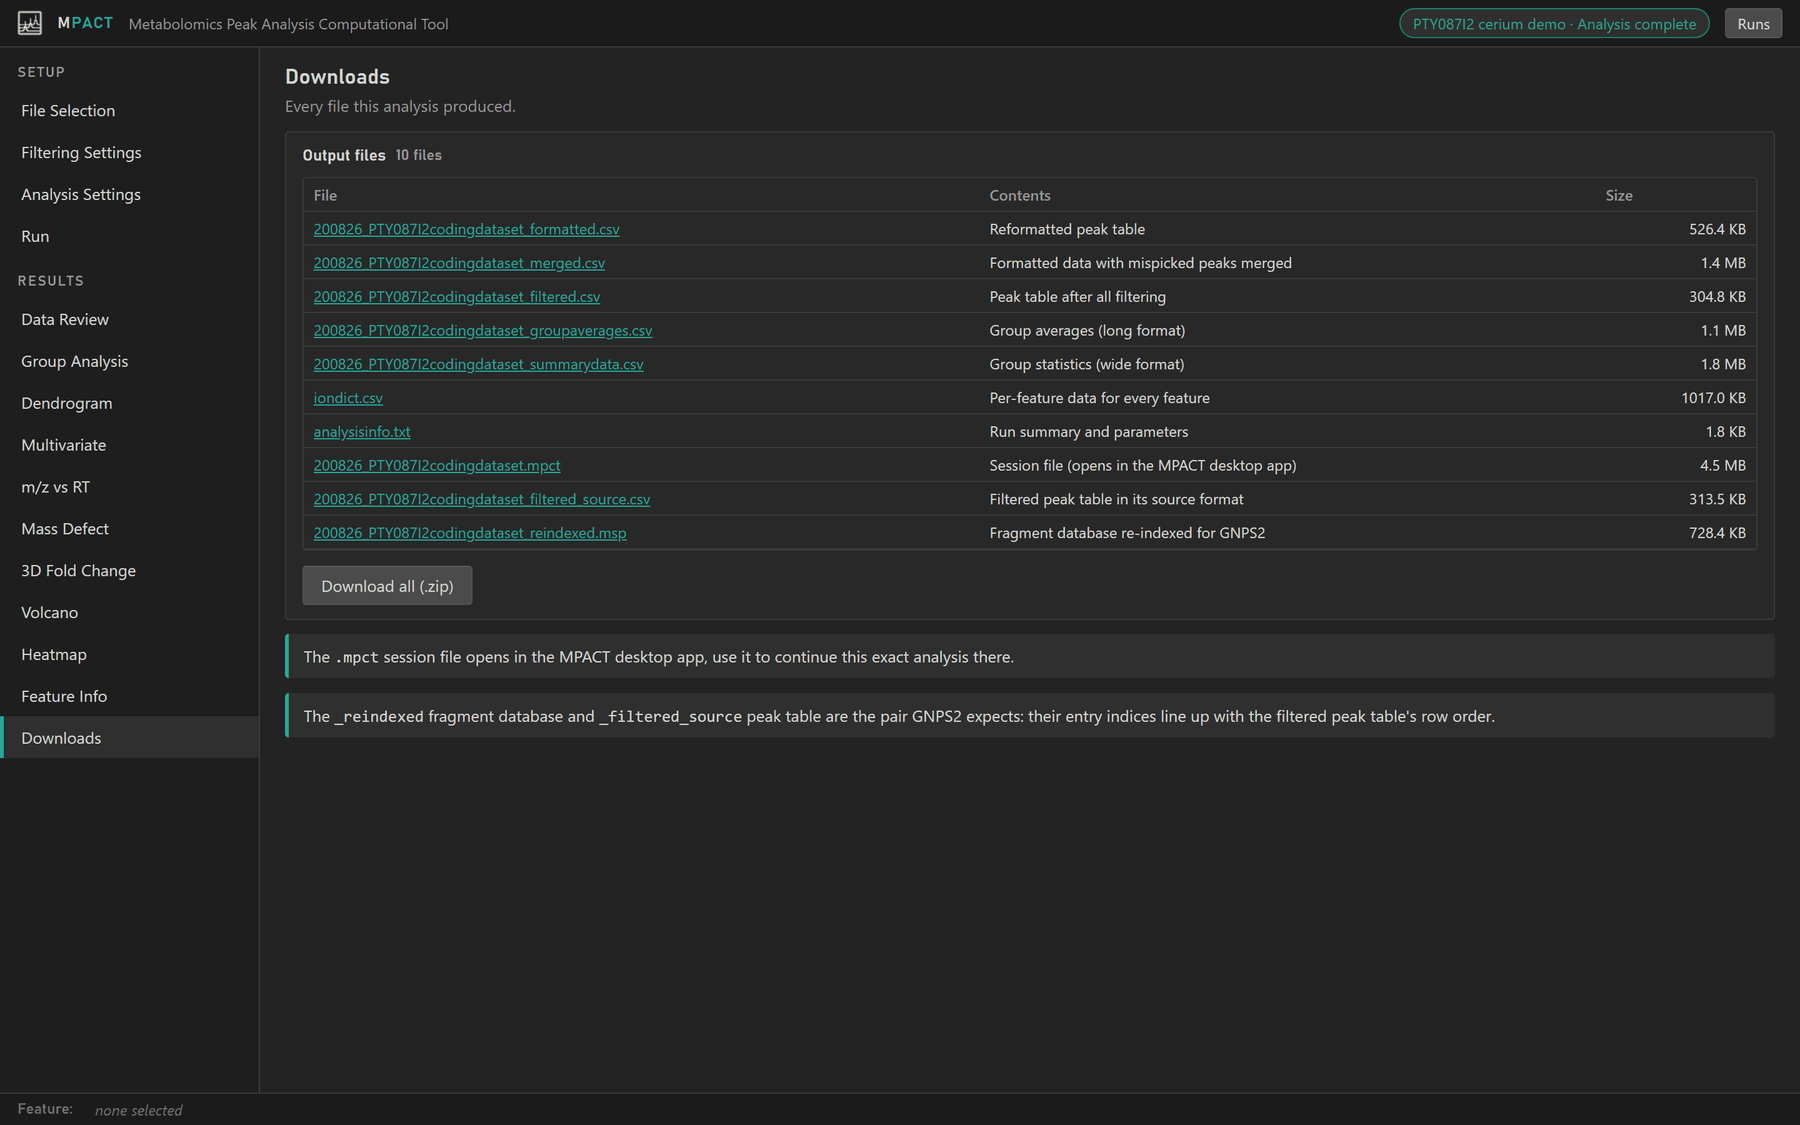 MPACT Metabolomics Peak Analysis Computational Tool
PTY087I2 cerium demo · Analysis complete
Runs
SETUP
File Selection
Filtering Settings
Analysis Settings
Run
RESULTS
Data Review
Group Analysis
Dendrogram
Multivariate
m/z vs RT
Mass Defect
3D Fold Change
Volcano
Heatmap
Feature Info
Downloads
Downloads
Every file this analysis produced.
Output files 10 files
File Contents Size
200826_PTY087I2codingdataset_formatted.csv Reformatted peak table 526.4 KB
200826_PTY087I2codingdataset_merged.csv Formatted data with mispicked peaks merged 1.4 MB
200826_PTY087I2codingdataset_filtered.csv Peak table after all filtering 304.8 KB
200826_PTY087I2codingdataset_groupaverages.csv Group averages (long format) 1.1 MB
200826_PTY087I2codingdataset_summarydata.csv Group statistics (wide format) 1.8 MB
iondict.csv Per-feature data for every feature 1017.0 KB
analysisinfo.txt Run summary and parameters 1.8 KB
200826_PTY087I2codingdataset.mpct Session file (opens in the MPACT desktop app) 4.5 MB
200826_PTY087I2codingdataset_filtered_source.csv Filtered peak table in its source format 313.5 KB
200826_PTY087I2codingdataset_reindexed.msp Fragment database re-indexed for GNPS2 728.4 KB
Download all (.zip)
The .mpct session file opens in the MPACT desktop app, use it to continue this exact analysis there.
The _reindexed fragment database and _filtered_source peak table are the pair GNPS2 expects: their entry indices line up with the filtered peak table's row order.
Feature: none selected